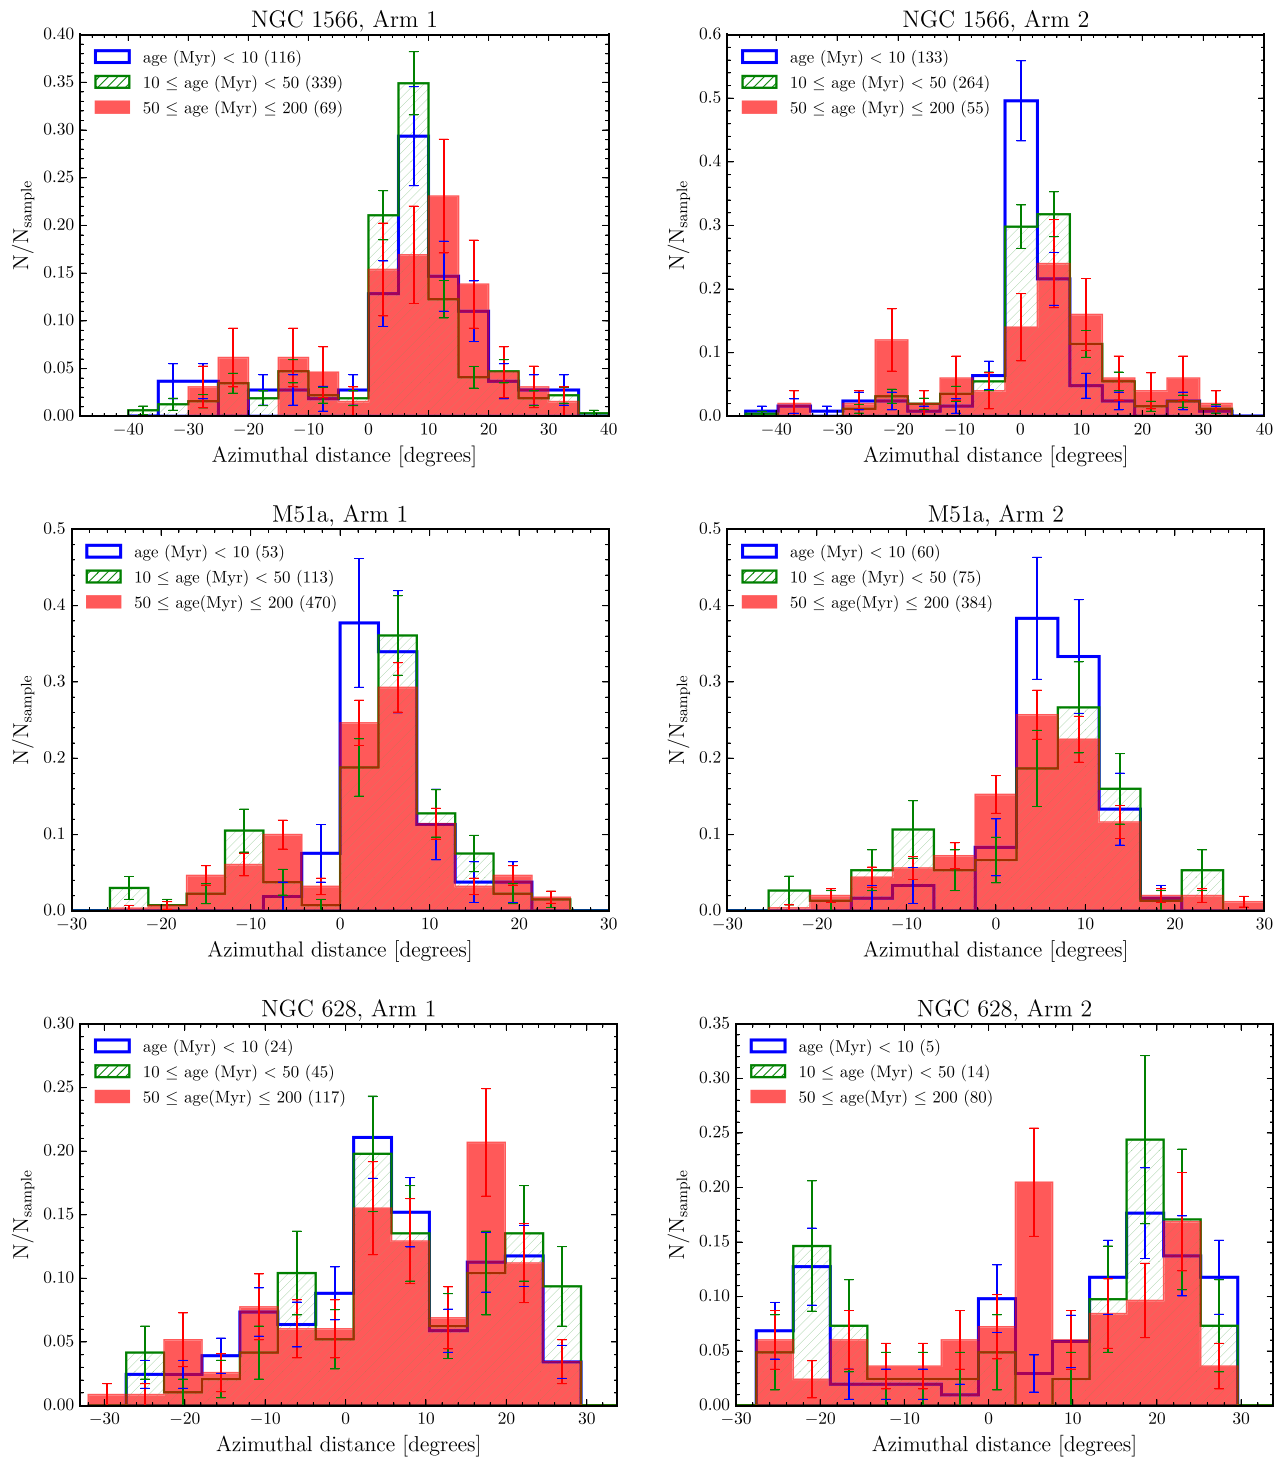 NGC 1566, Arm 1
age (Myr) < 10 (116)
10 ≤ age (Myr) < 50 (339)
50 ≤ age (Myr) ≤ 200 (69)
N/N_sample
0.40
0.35
0.30
0.25
0.20
0.15
0.10
0.05
0.00
−40 −30 −20 −10 0 10 20 30 40
Azimuthal distance [degrees]
NGC 1566, Arm 2
age (Myr) < 10 (133)
10 ≤ age (Myr) < 50 (264)
50 ≤ age (Myr) ≤ 200 (55)
N/N_sample
0.6
0.5
0.4
0.3
0.2
0.1
0.0
−40 −30 −20 −10 0 10 20 30 40
Azimuthal distance [degrees]
M51a, Arm 1
age (Myr) < 10 (53)
10 ≤ age (Myr) < 50 (113)
50 ≤ age(Myr) ≤ 200 (470)
N/N_sample
0.5
0.4
0.3
0.2
0.1
0.0
−30 −20 −10 0 10 20 30
Azimuthal distance [degrees]
M51a, Arm 2
age (Myr) < 10 (60)
10 ≤ age (Myr) < 50 (75)
50 ≤ age(Myr) ≤ 200 (384)
N/N_sample
0.5
0.4
0.3
0.2
0.1
0.0
−30 −20 −10 0 10 20 30
Azimuthal distance [degrees]
NGC 628, Arm 1
age (Myr) < 10 (24)
10 ≤ age (Myr) < 50 (45)
50 ≤ age(Myr) ≤ 200 (117)
N/N_sample
0.30
0.25
0.20
0.15
0.10
0.05
0.00
−30 −20 −10 0 10 20 30
Azimuthal distance [degrees]
NGC 628, Arm 2
age (Myr) < 10 (5)
10 ≤ age (Myr) < 50 (14)
50 ≤ age(Myr) ≤ 200 (80)
N/N_sample
0.35
0.30
0.25
0.20
0.15
0.10
0.05
0.00
−30 −20 −10 0 10 20 30
Azimuthal distance [degrees]